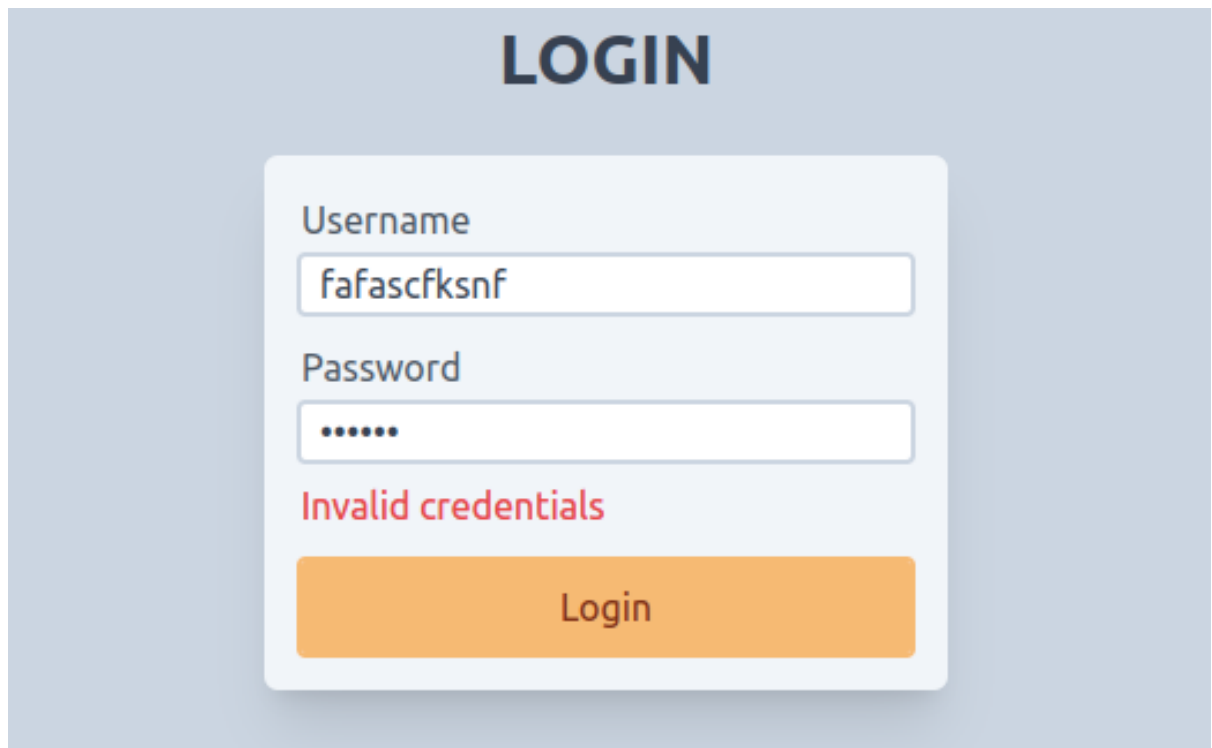 LOGIN
Username
fafascfksnf
Password
••••••
Invalid credentials
Login